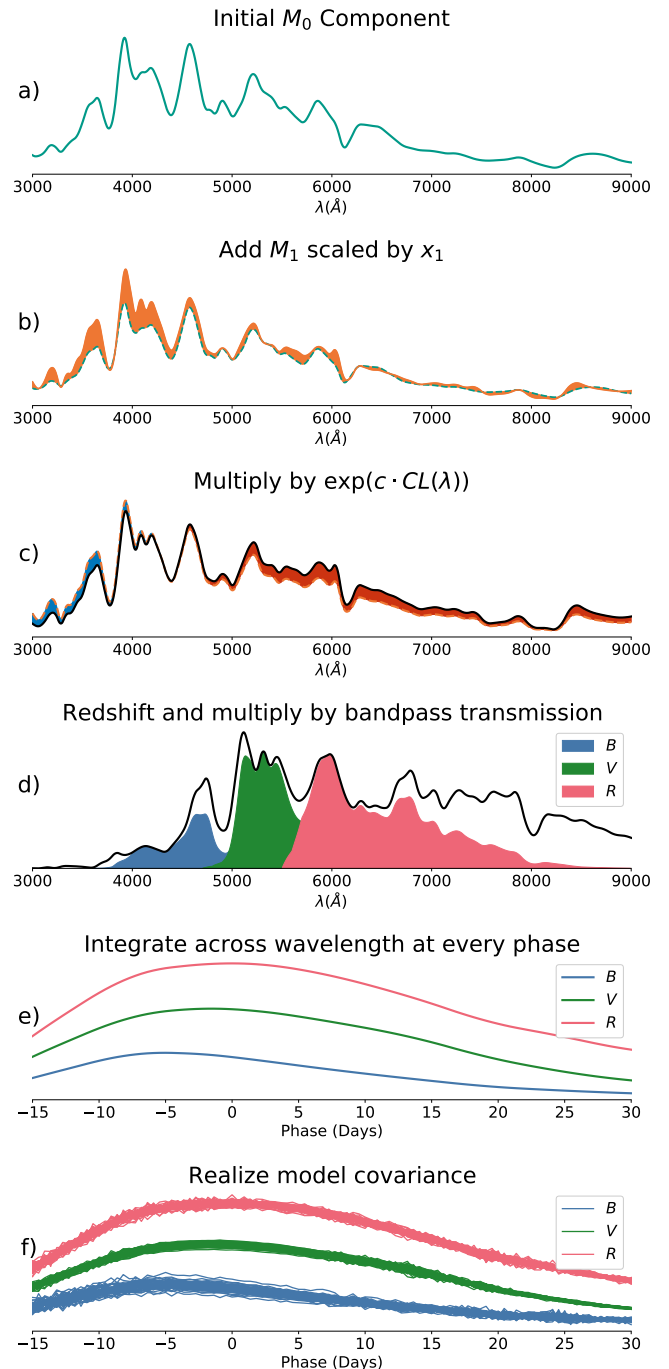 Initial M₀ Component
a)
3000 4000 5000 6000 7000 8000 9000
λ(Å)
Add M₁ scaled by x₁
b)
3000 4000 5000 6000 7000 8000 9000
λ(Å)
Multiply by exp(c · CL(λ))
c)
3000 4000 5000 6000 7000 8000 9000
λ(Å)
Redshift and multiply by bandpass transmission
d)
B
V
R
3000 4000 5000 6000 7000 8000 9000
λ(Å)
Integrate across wavelength at every phase
e)
B
V
R
−15 −10 −5 0 5 10 15 20 25 30
Phase (Days)
Realize model covariance
f)
B
V
R
−15 −10 −5 0 5 10 15 20 25 30
Phase (Days)